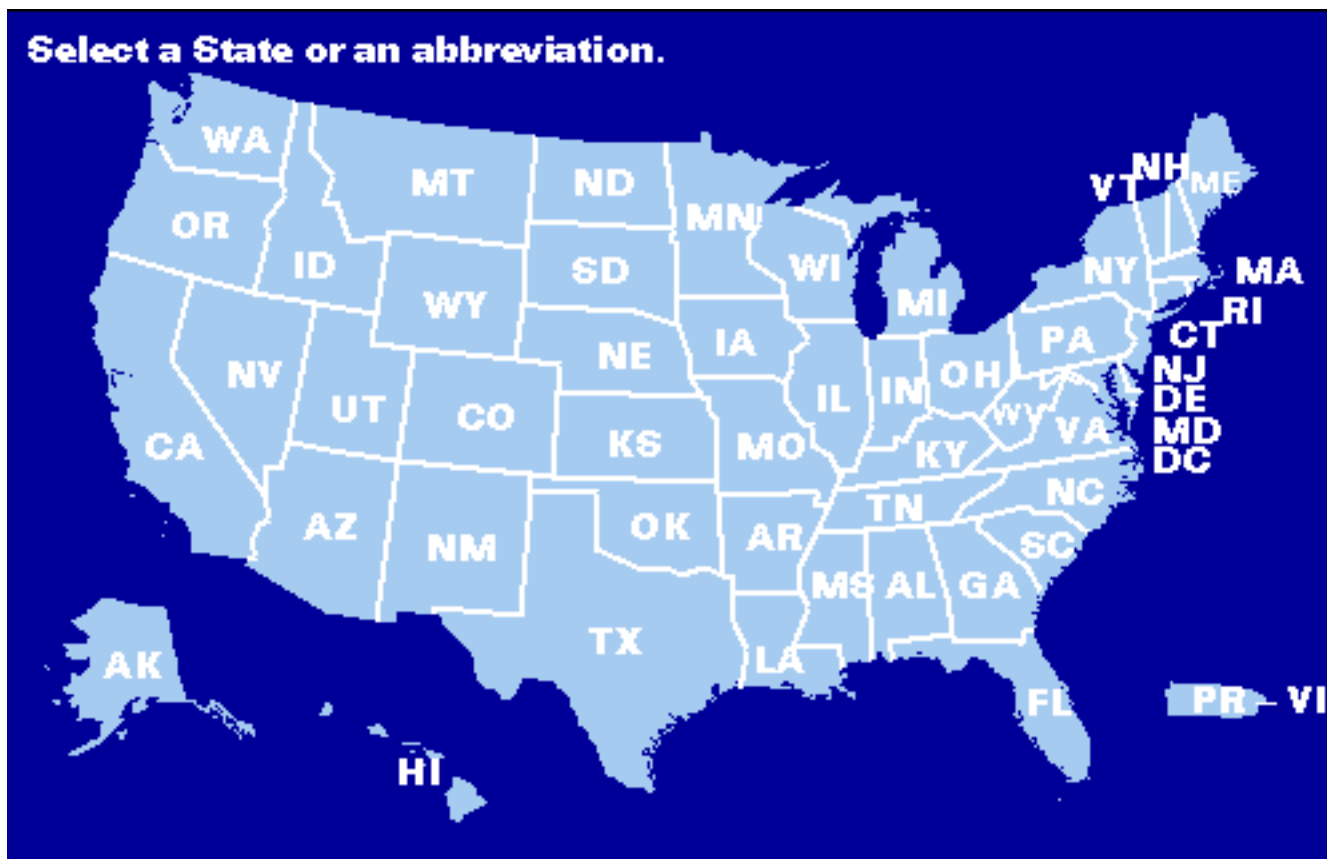 Select a State or an abbreviation.
WA
MT
ND
MN
VT
NH
ME
OR
ID
SD
WI
NY
MA
WY
MI
RI
NV
NE
IA
PA
CT
UT
CO
IL
IN
OH
NJ
DE
WV
VA
MD
CA
KS
MO
KY
DC
AZ
NM
OK
AR
TN
NC
SC
MS
AL
GA
TX
LA
AK
FL
PR
VI
HI